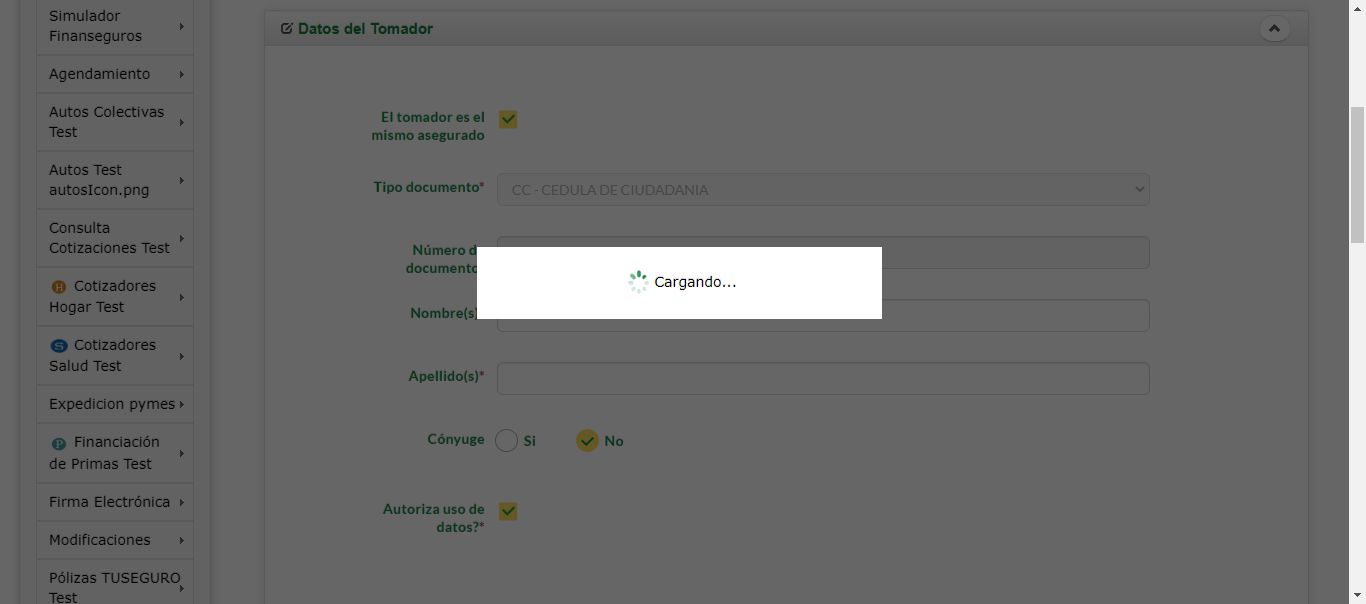 Simulador
Finanseguros
Agendamiento
Autos Colectivas
Test
Autos Test
autosIcon.png
Consulta
Cotizaciones Test
H Cotizadores
Hogar Test
S Cotizadores
Salud Test
Expedicion pymes
P Financiación
de Primas Test
Firma Electrónica
Modificaciones
Pólizas TUSEGURO
Test
Datos del Tomador
El tomador es el
mismo asegurado
Tipo documento*
CC - CEDULA DE CIUDADANIA
Número d
documento
Cargando...
Nombre(s)
Apellido(s)*
Cónyuge
Si
No
Autoriza uso de
datos?*